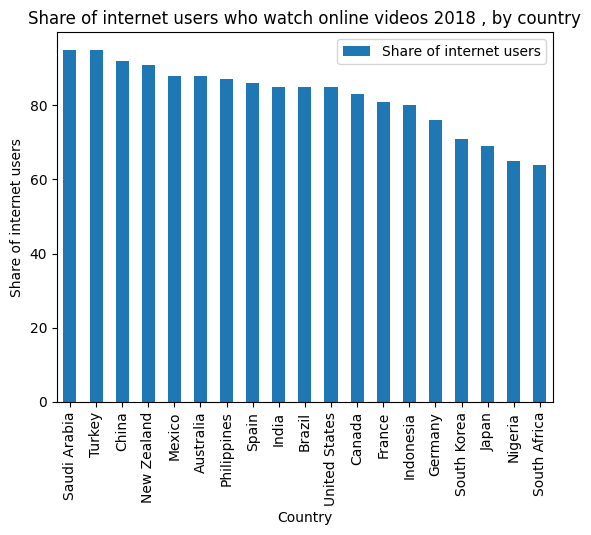 Share of internet users who watch online videos 2018 , by country
Share of internet users
Share of internet users
80
60
40
20
0
Saudi Arabia
Turkey
China
New Zealand
Mexico
Australia
Philippines
Spain
India
Brazil
United States
Canada
France
Indonesia
Germany
South Korea
Japan
Nigeria
South Africa
Country